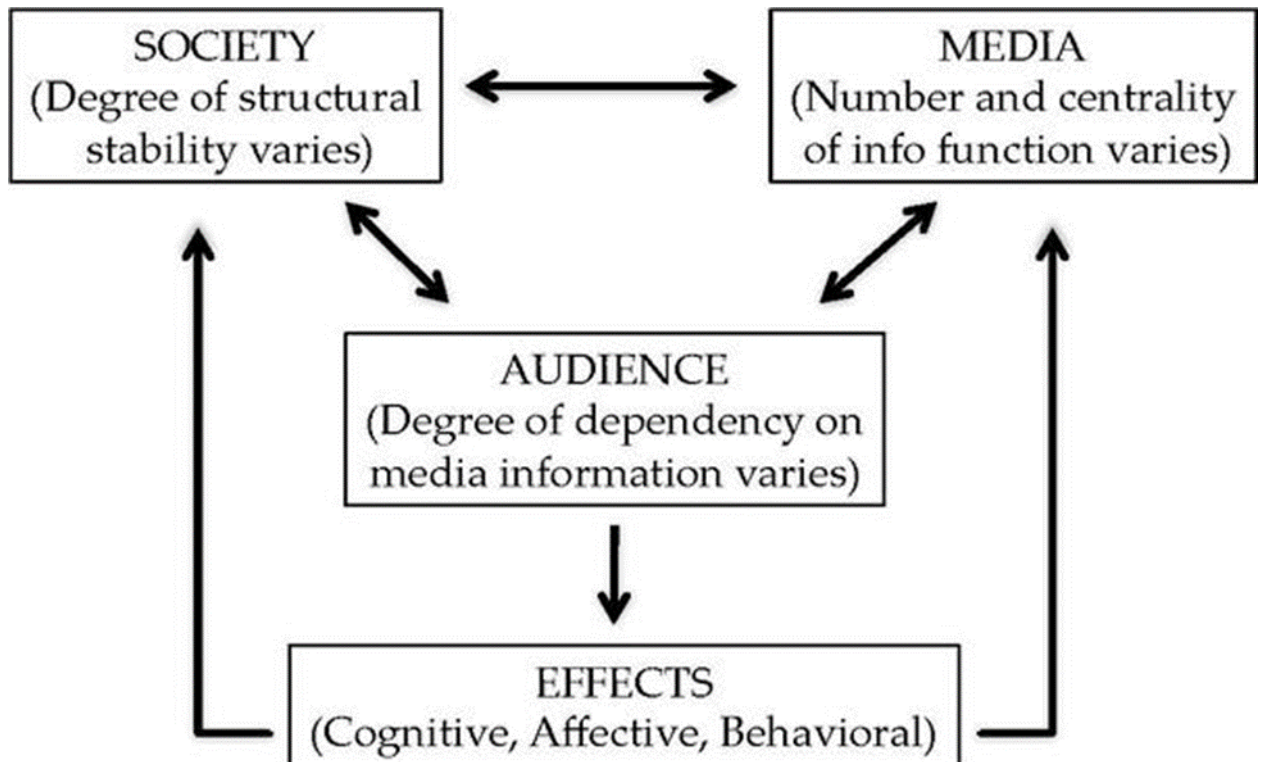 SOCIETY
(Degree of structural
stability varies)
MEDIA
(Number and centrality
of info function varies)
AUDIENCE
(Degree of dependency on
media information varies)
EFFECTS
(Cognitive, Affective, Behavioral)